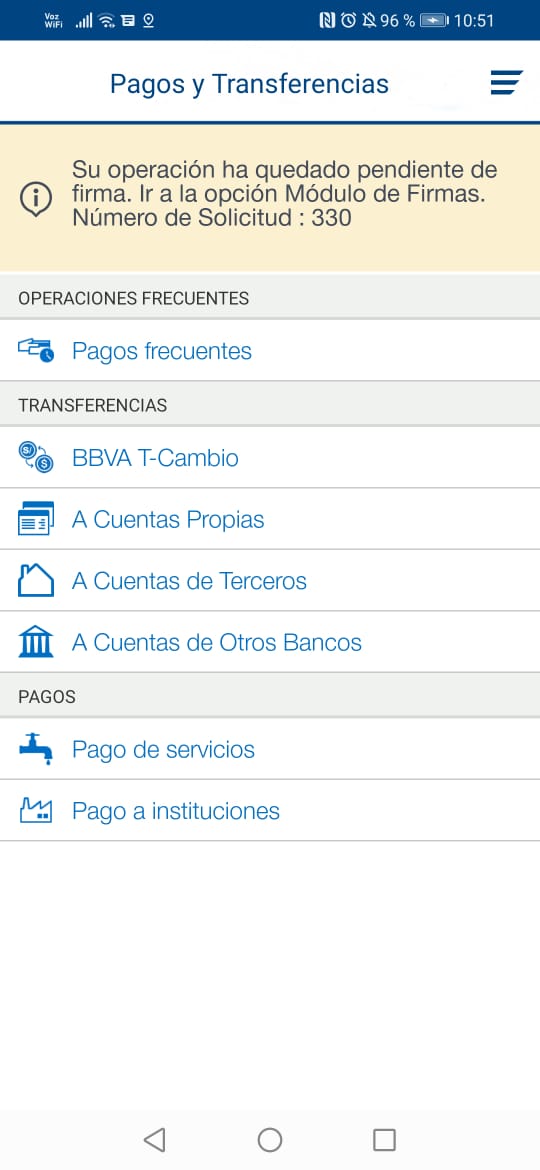 Voz WiFi 96 % 10:51
Pagos y Transferencias
Su operación ha quedado pendiente de
firma. Ir a la opción Módulo de Firmas.
Número de Solicitud : 330
OPERACIONES FRECUENTES
Pagos frecuentes
TRANSFERENCIAS
S/ $ BBVA T-Cambio
A Cuentas Propias
A Cuentas de Terceros
A Cuentas de Otros Bancos
PAGOS
Pago de servicios
Pago a instituciones